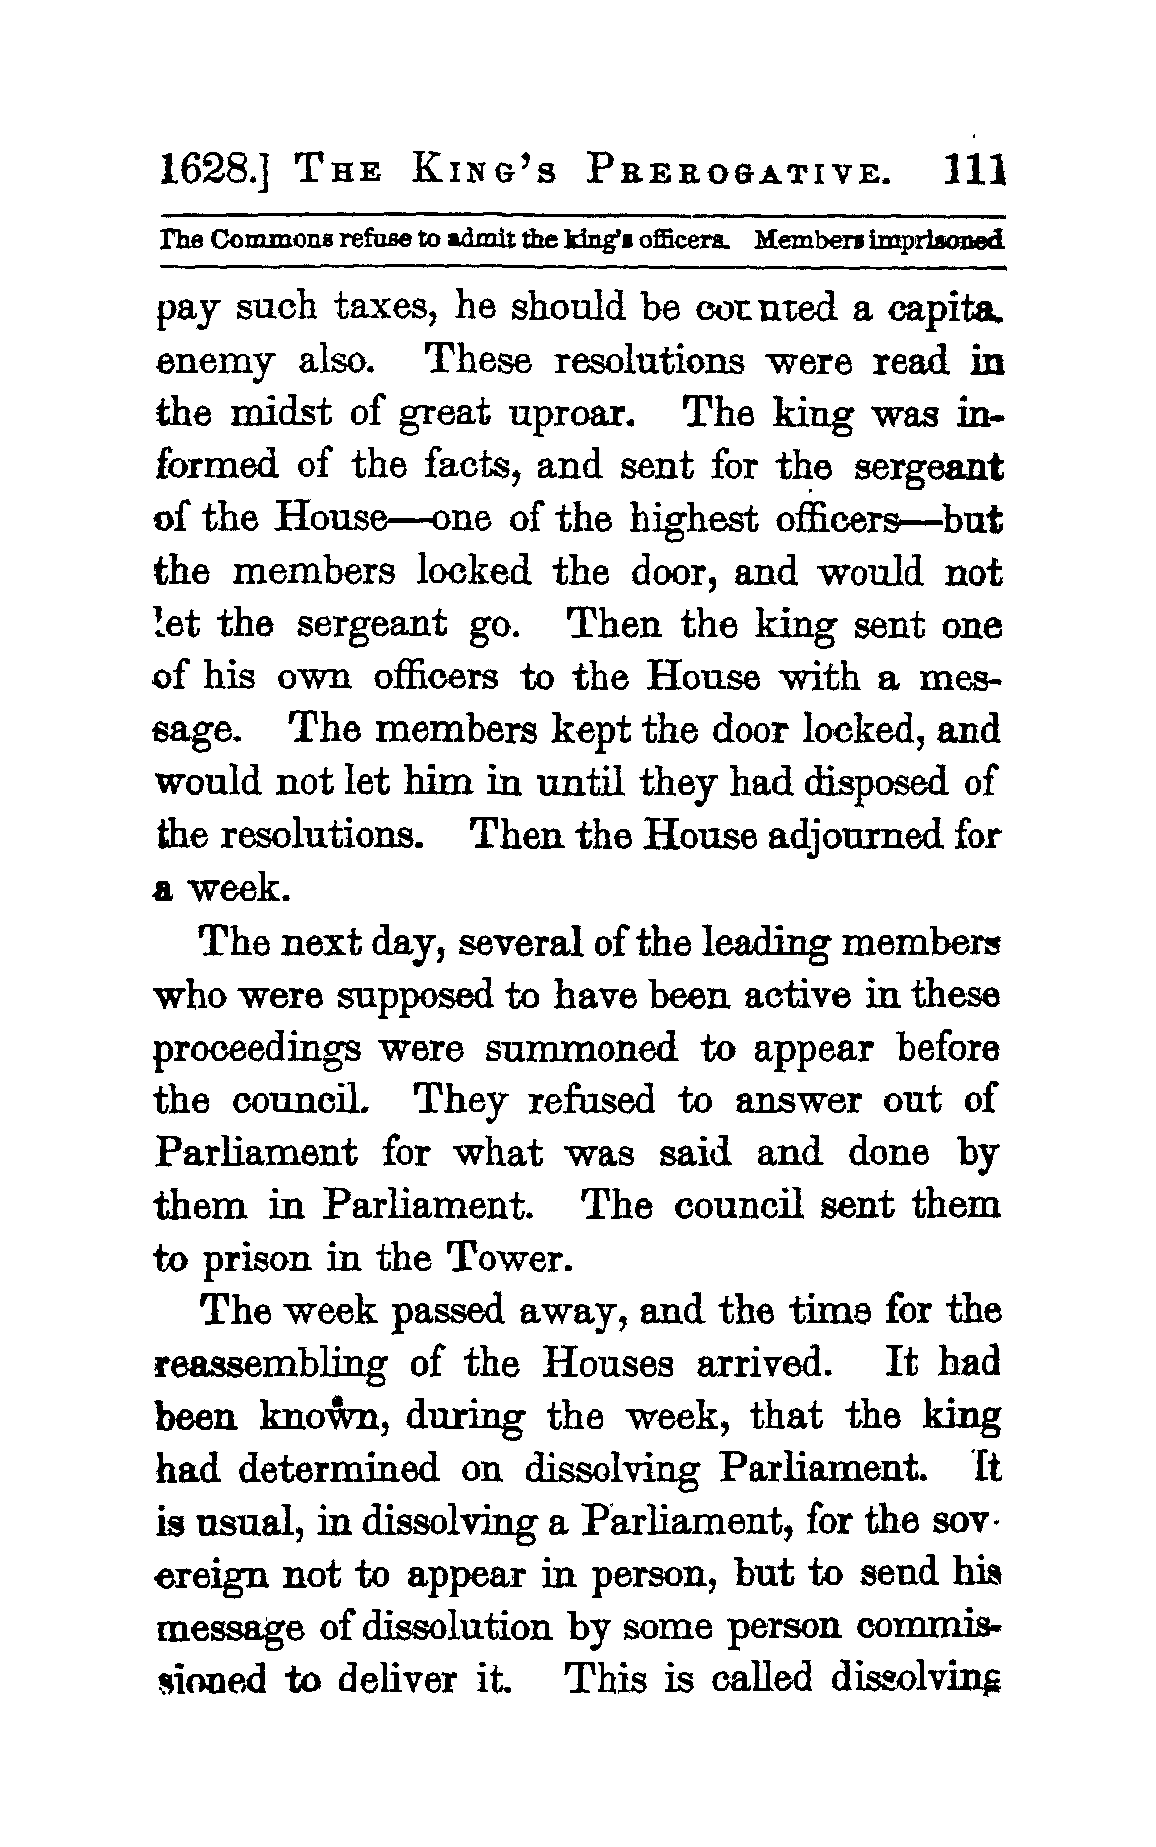 1628.] The King's Prerogative. 111
The Commons refuse to admit the king's officers. Members imprisoned
pay such taxes, he should be counted a capita.
enemy also. These resolutions were read in
the midst of great uproar. The king was in-
formed of the facts, and sent for the sergeant
of the House—one of the highest officers—but
the members locked the door, and would not
let the sergeant go. Then the king sent one
of his own officers to the House with a mes-
sage. The members kept the door locked, and
would not let him in until they had disposed of
the resolutions. Then the House adjourned for
a week.
The next day, several of the leading members
who were supposed to have been active in these
proceedings were summoned to appear before
the council. They refused to answer out of
Parliament for what was said and done by
them in Parliament. The council sent them
to prison in the Tower.
The week passed away, and the time for the
reassembling of the Houses arrived. It had
been known, during the week, that the king
had determined on dissolving Parliament. It
is usual, in dissolving a Parliament, for the sov-
ereign not to appear in person, but to send his
message of dissolution by some person commis-
sioned to deliver it. This is called dissolving